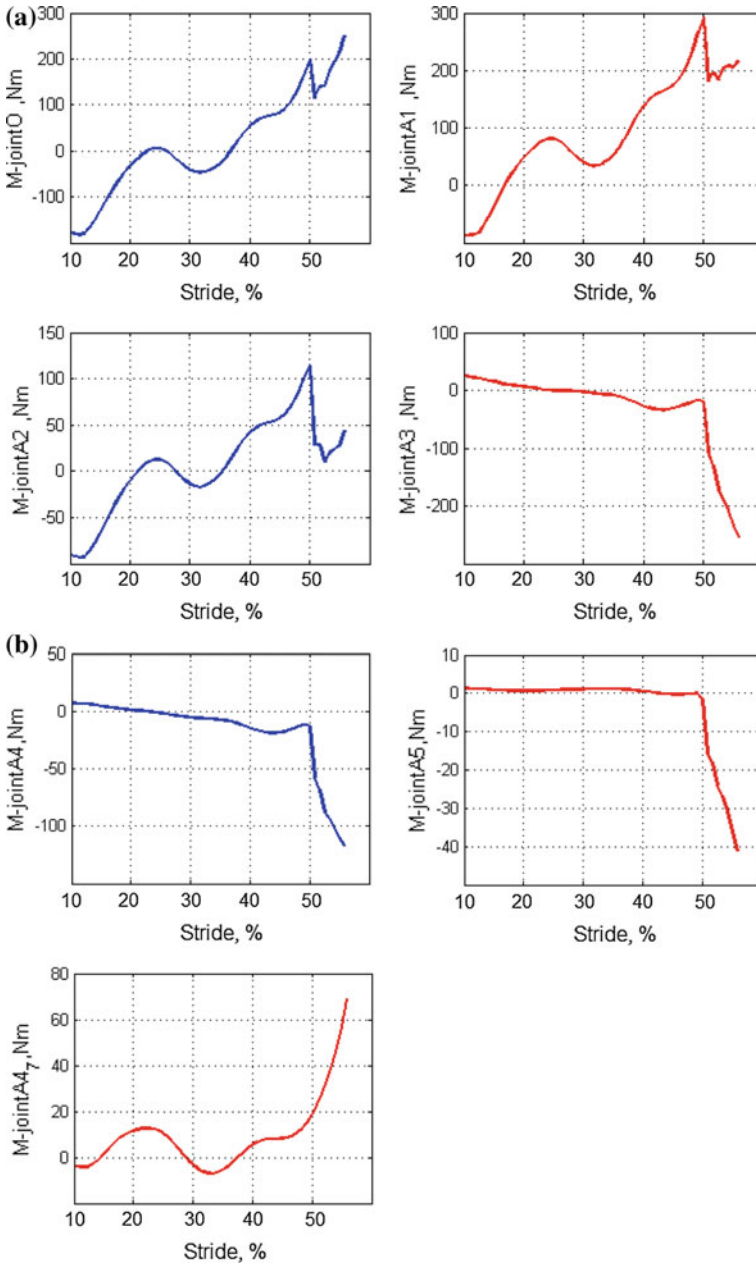 (a)
300
200
100
0
-100
M-jointO ,Nm
10 20 30 40 50
Stride, %
300
200
100
0
M-jointA1 ,Nm
10 20 30 40 50
Stride, %
150
100
50
0
-50
M-jointA2 ,Nm
10 20 30 40 50
Stride, %
100
0
-100
-200
M-jointA3 ,Nm
10 20 30 40 50
Stride, %
(b)
50
0
-50
-100
M-jointA4,Nm
10 20 30 40 50
Stride, %
10
0
-10
-20
-30
-40
M-jointA5,Nm
10 20 30 40 50
Stride, %
80
60
40
20
0
M-jointA4₇,Nm
10 20 30 40 50
Stride, %